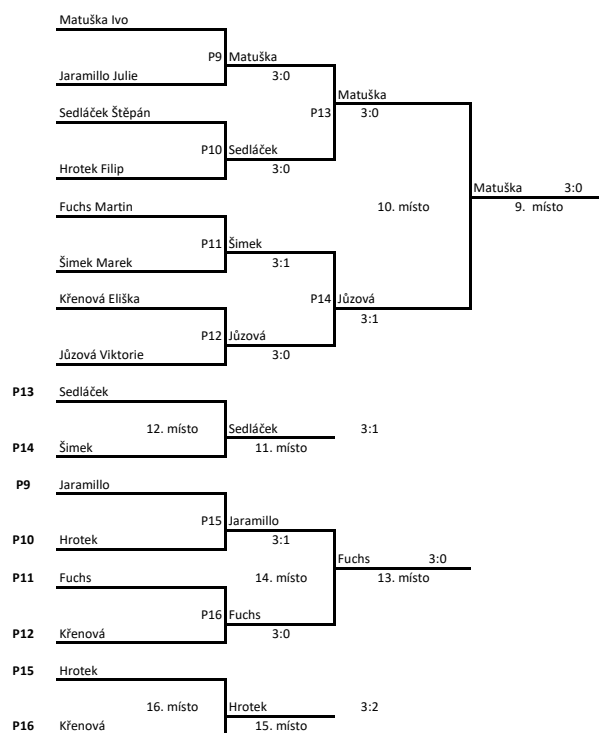 Matuška Ivo
P9 Matuška
Jaramillo Julie 3:0
Matuška
Sedláček Štěpán P13 3:0
P10 Sedláček
Hrotek Filip 3:0
Matuška 3:0
Fuchs Martin 10. místo 9. místo
P11 Šimek
Šimek Marek 3:1
Křenová Eliška P14 Jůzová
3:1
P12 Jůzová
Jůzová Viktorie 3:0
P13 Sedláček
12. místo Sedláček 3:1
P14 Šimek 11. místo
P9 Jaramillo
P15 Jaramillo
P10 Hrotek 3:1
Fuchs 3:0
P11 Fuchs 14. místo 13. místo
P16 Fuchs
P12 Křenová 3:0
P15 Hrotek
16. místo Hrotek 3:2
P16 Křenová 15. místo